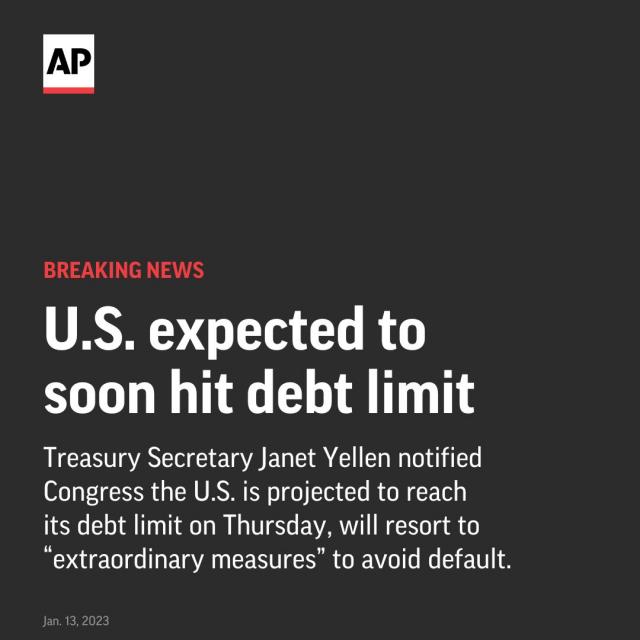 AP
BREAKING NEWS
U.S. expected to
soon hit debt limit
Treasury Secretary Janet Yellen notified
Congress the U.S. is projected to reach
its debt limit on Thursday, will resort to
“extraordinary measures” to avoid default.
Jan. 13, 2023